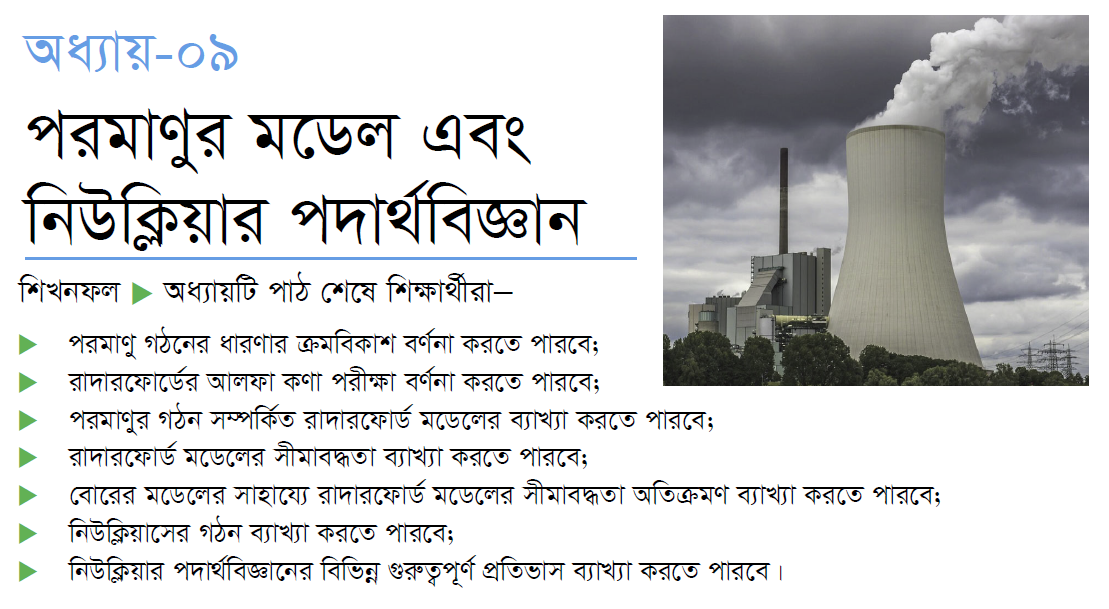 অধ্যায়-০৯
পরমাণুর মডেল এবং
নিউক্লিয়ার পদার্থবিজ্ঞান
শিখনফল ▶ অধ্যায়টি পাঠ শেষে শিক্ষার্থীরা–
▶ পরমাণু গঠনের ধারণার ক্রমবিকাশ বর্ণনা করতে পারবে;
▶ রাদারফোর্ডের আলফা কণা পরীক্ষা বর্ণনা করতে পারবে;
▶ পরমাণুর গঠন সম্পর্কিত রাদারফোর্ড মডেলের ব্যাখ্যা করতে পারবে;
▶ রাদারফোর্ড মডেলের সীমাবদ্ধতা ব্যাখ্যা করতে পারবে;
▶ বোরের মডেলের সাহায্যে রাদারফোর্ড মডেলের সীমাবদ্ধতা অতিক্রমণ ব্যাখ্যা করতে পারবে;
▶ নিউক্লিয়াসের গঠন ব্যাখ্যা করতে পারবে;
▶ নিউক্লিয়ার পদার্থবিজ্ঞানের বিভিন্ন গুরুত্বপূর্ণ প্রতিভাস ব্যাখ্যা করতে পারবে।